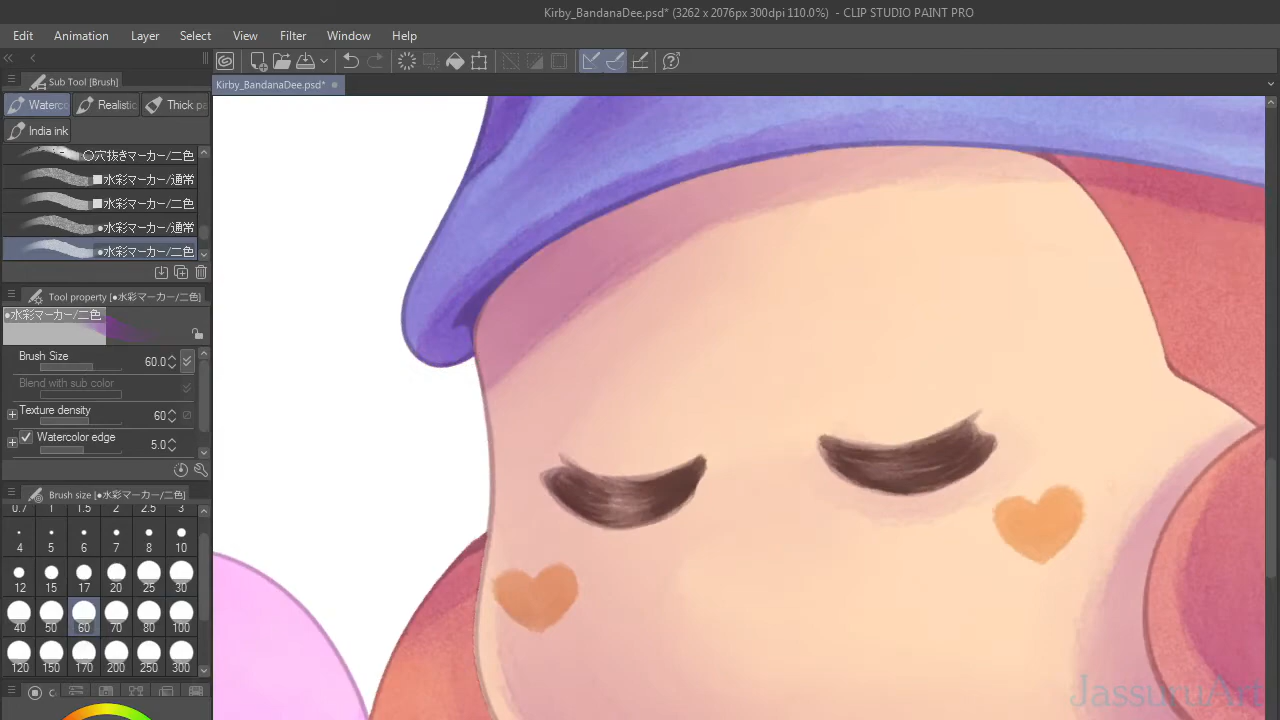 Kirby_BandanaDee.psd* (3262 x 2076px 300dpi 110.0%) - CLIP STUDIO PAINT PRO
Edit Animation Layer Select View Filter Window Help
Sub Tool [Brush]
Kirby_BandanaDee.psd*
Waterco Realistic Thick pa
India ink
○穴抜きマーカー/二色
■水彩マーカー/通常
■水彩マーカー/二色
●水彩マーカー/通常
●水彩マーカー/二色
Tool property [●水彩マーカー/二色]
●水彩マーカー/二色
Brush Size 60.0
Blend with sub color
Texture density 60
Watercolor edge 5.0
Brush size [●水彩マーカー/二色]
0.7 1 1.5 2 2.5 3
4 5 6 7 8 10
12 15 17 20 25 30
40 50 60 70 80 100
120 150 170 200 250 300
JassuruArt